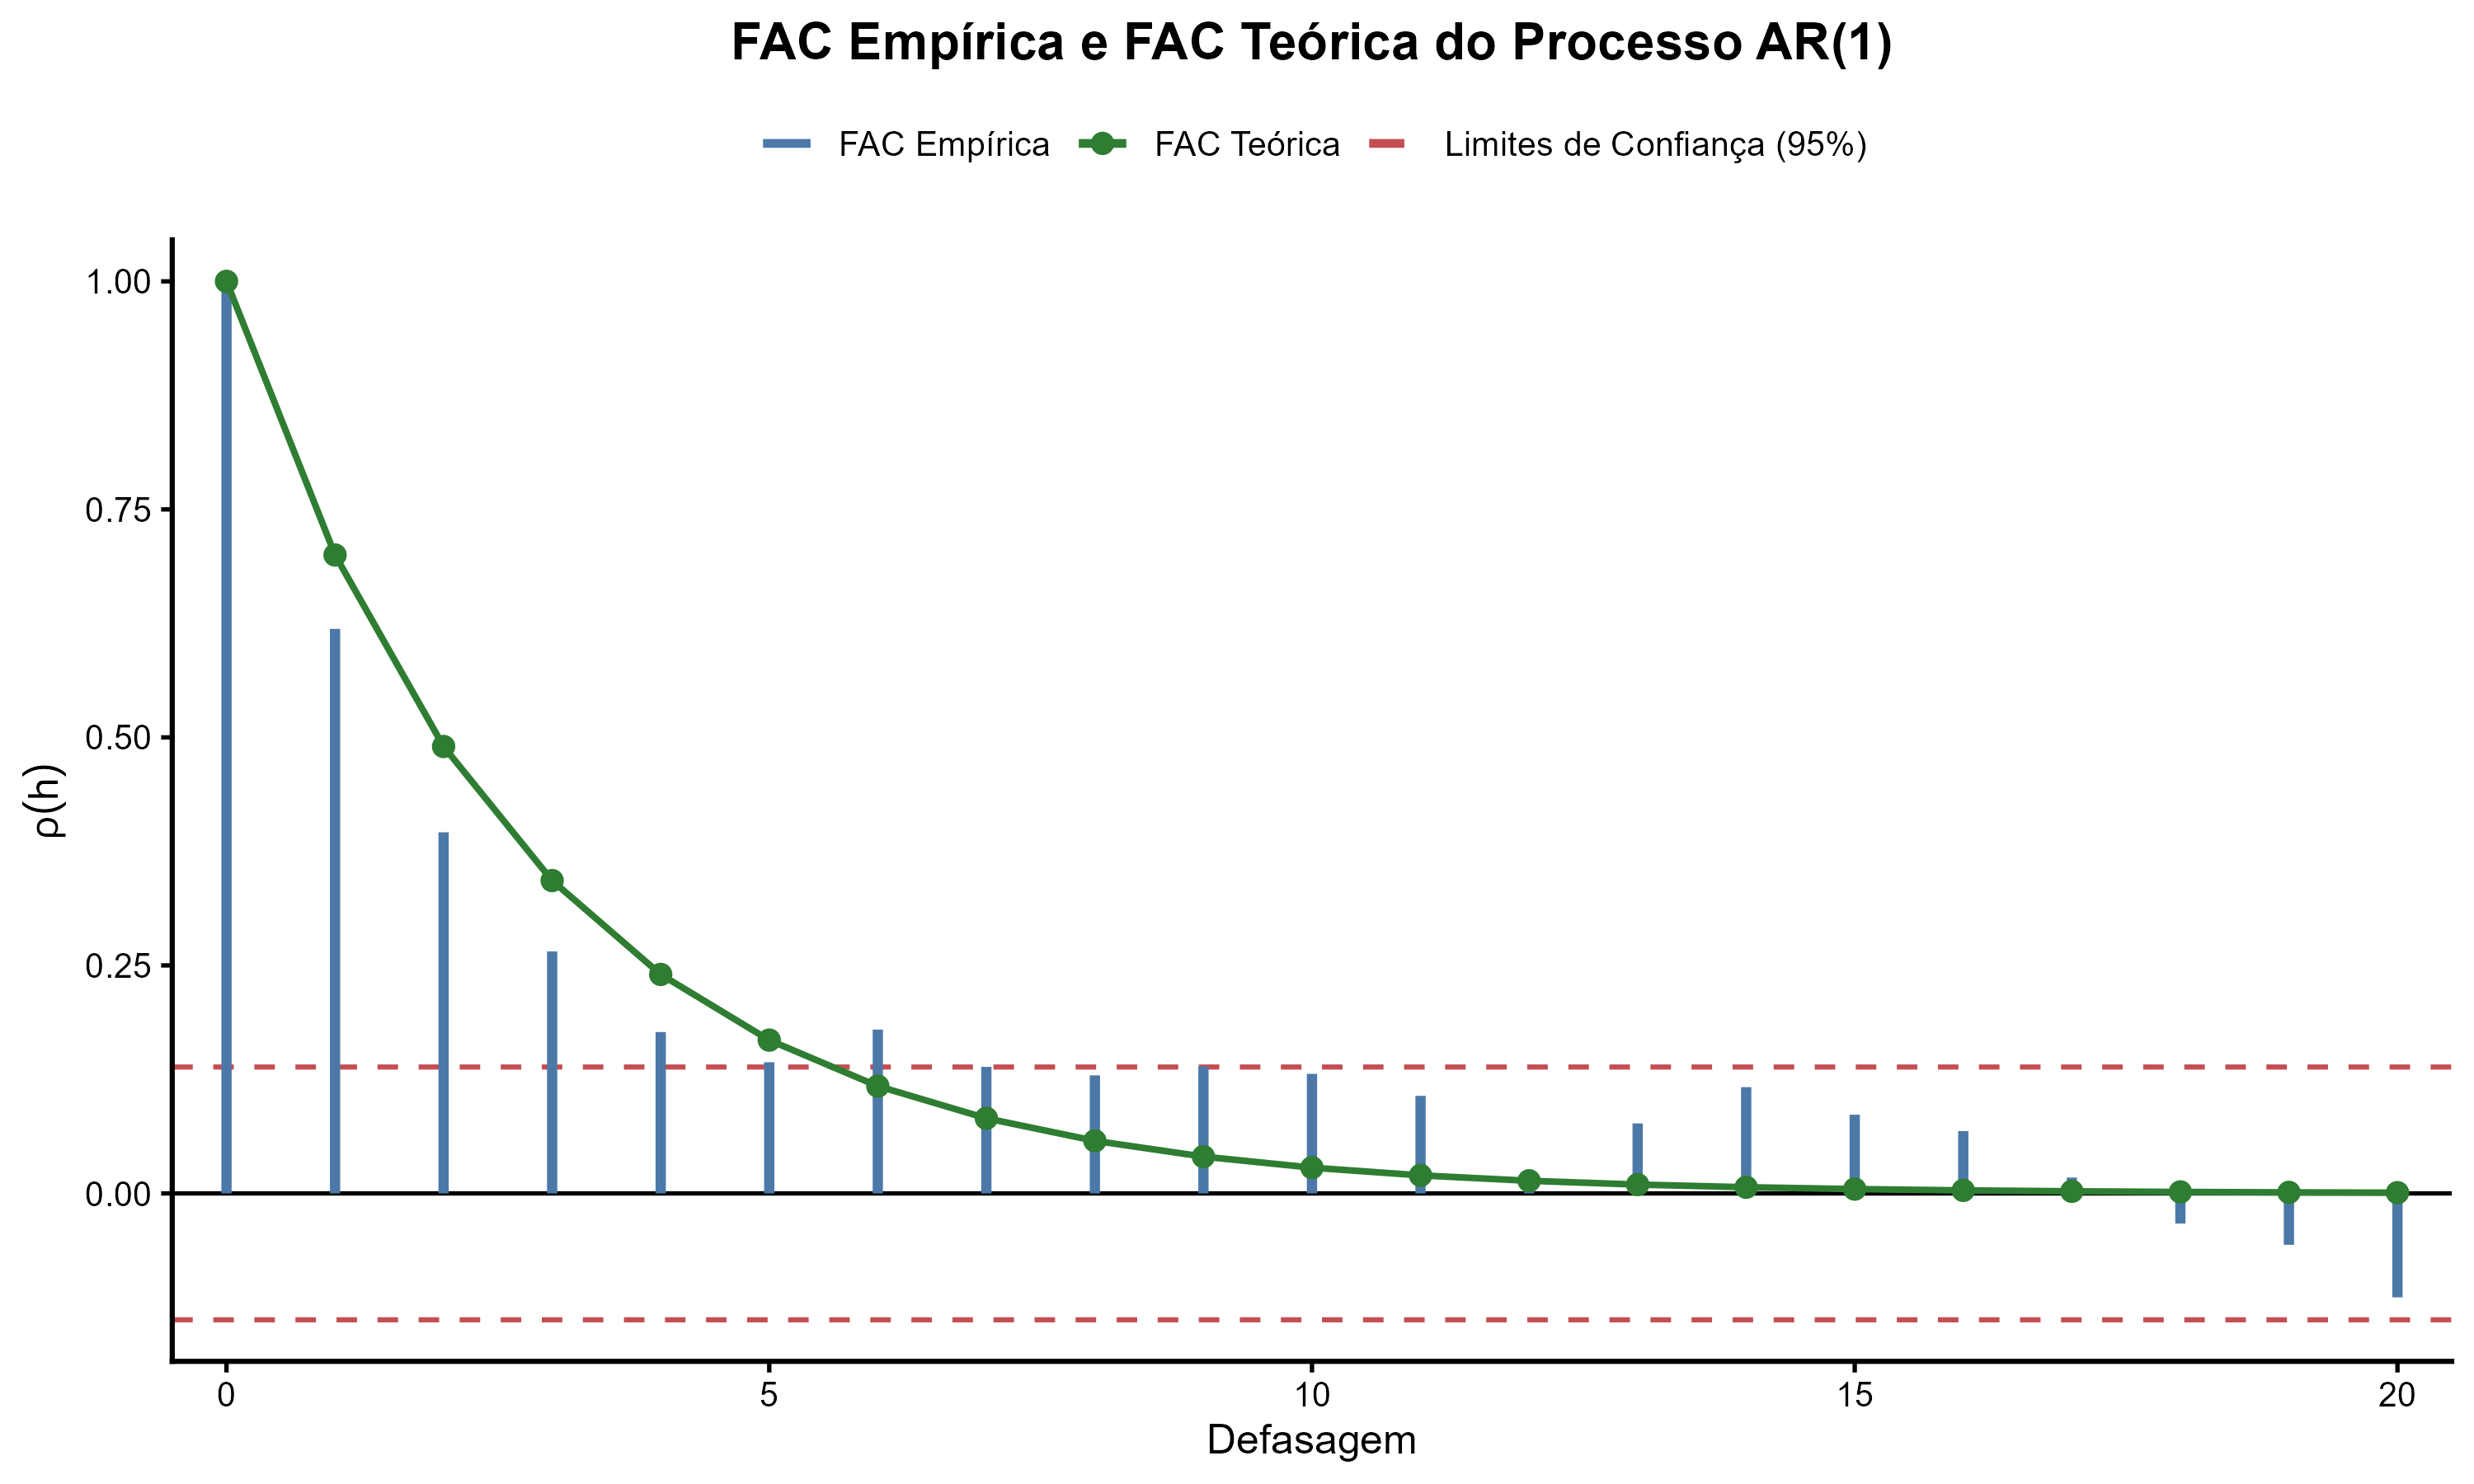 FAC Empírica e FAC Teórica do Processo AR(1)
FAC Empírica FAC Teórica Limites de Confiança (95%)
1.00
0.75
0.50
0.25
0.00
ρ(h)
0 5 10 15 20
Defasagem